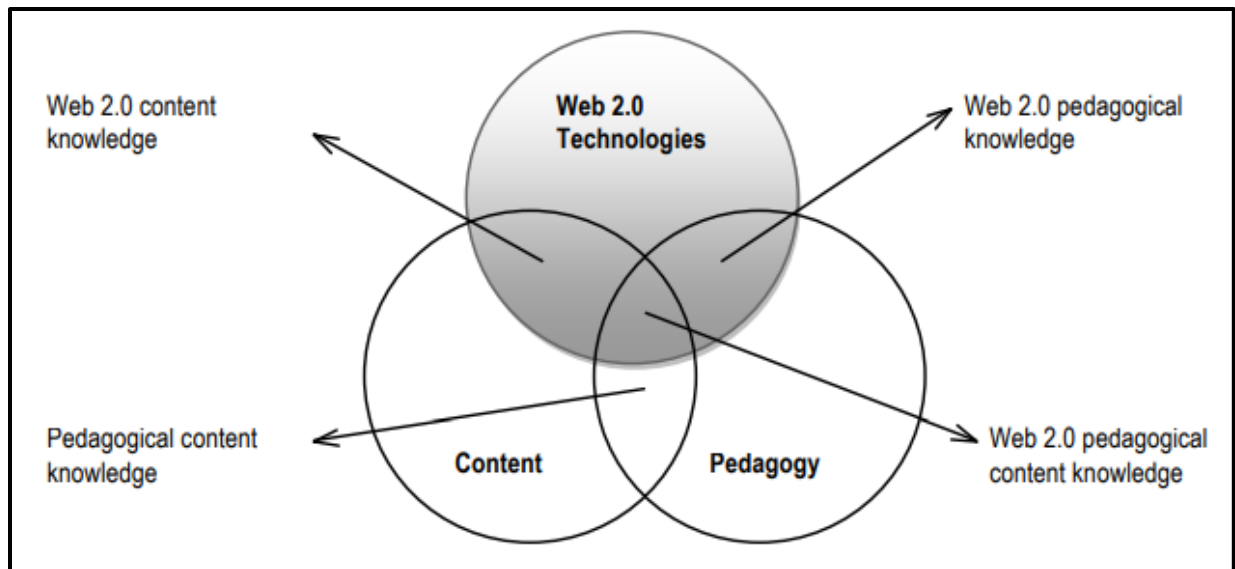 Web 2.0 content
knowledge
Web 2.0
Technologies
Web 2.0 pedagogical
knowledge
Pedagogical content
knowledge
Content
Pedagogy
Web 2.0 pedagogical
content knowledge